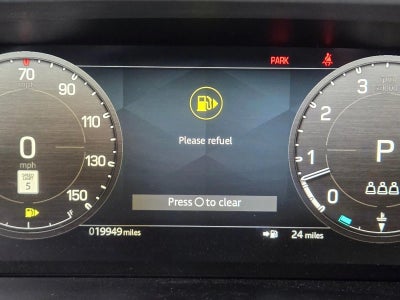 PARK
70
mph
90
110
130
150
0
mph
5
Please refuel
Press O to clear
019949 miles
24 miles
3
2
1
0
P